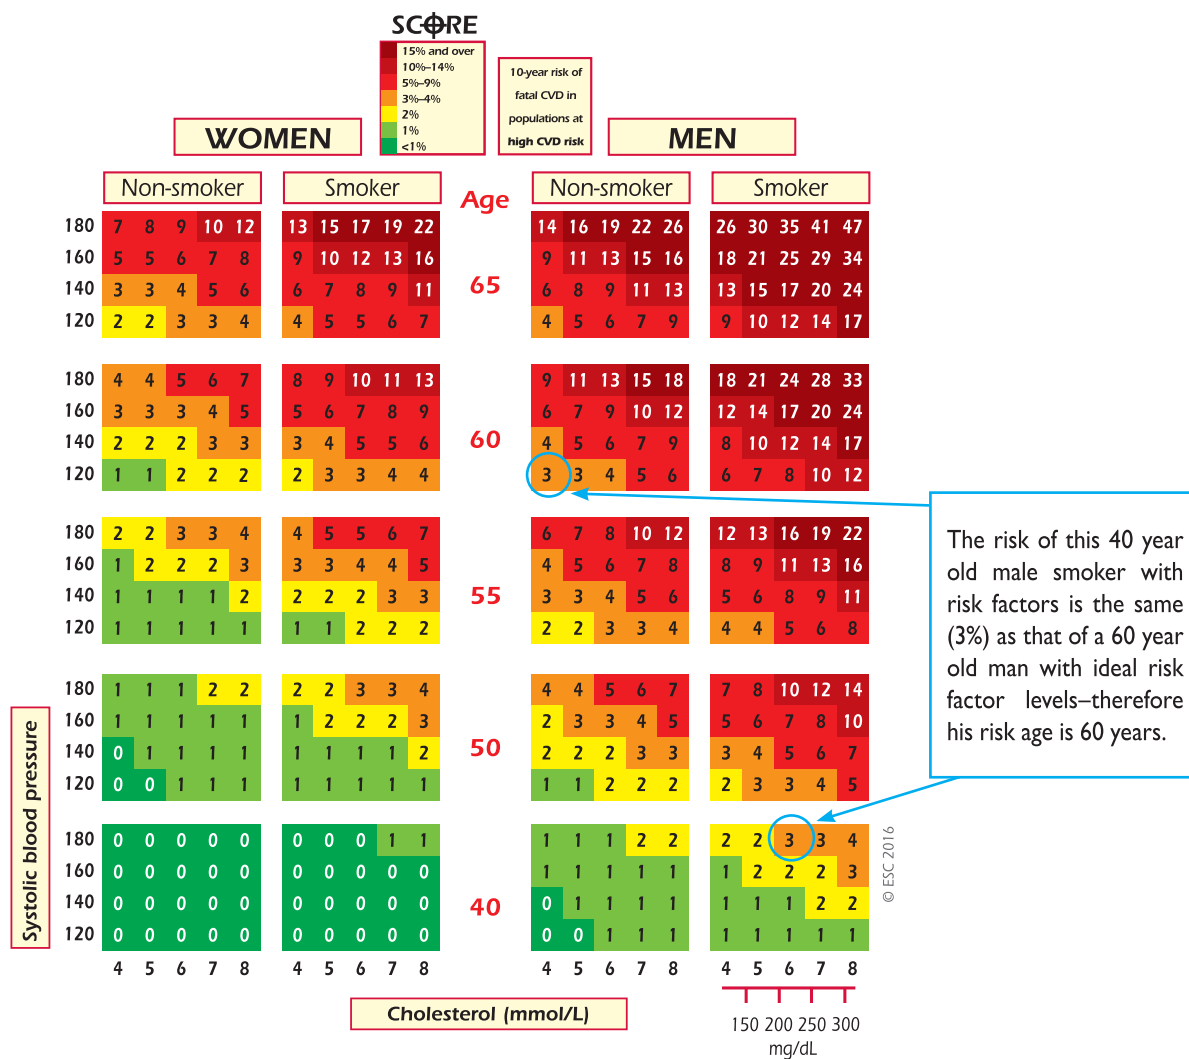 SCORE
15% and over
10%–14%
5%–9%
3%–4%
2%
1%
<1%
10-year risk of
fatal CVD in
populations at
high CVD risk
WOMEN
MEN
Non-smoker Smoker Age Non-smoker Smoker
180 7 8 9 10 12 13 15 17 19 22 14 16 19 22 26 26 30 35 41 47
160 5 5 6 7 8 9 10 12 13 16 9 11 13 15 16 18 21 25 29 34
65
140 3 3 4 5 6 6 7 8 9 11 6 8 9 11 13 13 15 17 20 24
120 2 2 3 3 4 4 5 5 6 7 4 5 6 7 9 9 10 12 14 17
180 4 4 5 6 7 8 9 10 11 13 9 11 13 15 18 18 21 24 28 33
160 3 3 3 4 5 5 6 7 8 9 6 7 9 10 12 12 14 17 20 24
60
140 2 2 2 3 3 3 4 5 5 6 4 5 6 7 9 8 10 12 14 17
120 1 1 2 2 2 2 3 3 4 4 3 3 4 5 6 6 7 8 10 12
180 2 2 3 3 4 4 5 5 6 7 6 7 8 10 12 12 13 16 19 22
160 1 2 2 2 3 3 3 4 4 5 4 5 6 7 8 8 9 11 13 16
55
140 1 1 1 1 2 2 2 2 3 3 3 3 4 5 6 5 6 8 9 11
120 1 1 1 1 1 1 1 2 2 2 2 2 3 3 4 4 4 5 6 8
180 1 1 1 2 2 2 2 3 3 4 4 4 5 6 7 7 8 10 12 14
160 1 1 1 1 1 1 2 2 2 3 2 3 3 4 5 5 6 7 8 10
50
140 0 1 1 1 1 1 1 1 1 2 2 2 2 3 3 3 4 5 6 7
120 0 0 1 1 1 1 1 1 1 1 1 1 2 2 2 2 3 3 4 5
180 0 0 0 0 0 0 0 0 1 1 1 1 1 2 2 2 2 3 3 4
160 0 0 0 0 0 0 0 0 0 0 1 1 1 1 1 1 2 2 2 3
40
140 0 0 0 0 0 0 0 0 0 0 0 1 1 1 1 1 1 1 2 2
120 0 0 0 0 0 0 0 0 0 0 0 0 1 1 1 1 1 1 1 1
4 5 6 7 8 4 5 6 7 8 4 5 6 7 8 4 5 6 7 8
Systolic blood pressure
Cholesterol (mmol/L)
150 200 250 300
mg/dL
© ESC 2016
The risk of this 40 year
old male smoker with
risk factors is the same
(3%) as that of a 60 year
old man with ideal risk
factor levels–therefore
his risk age is 60 years.